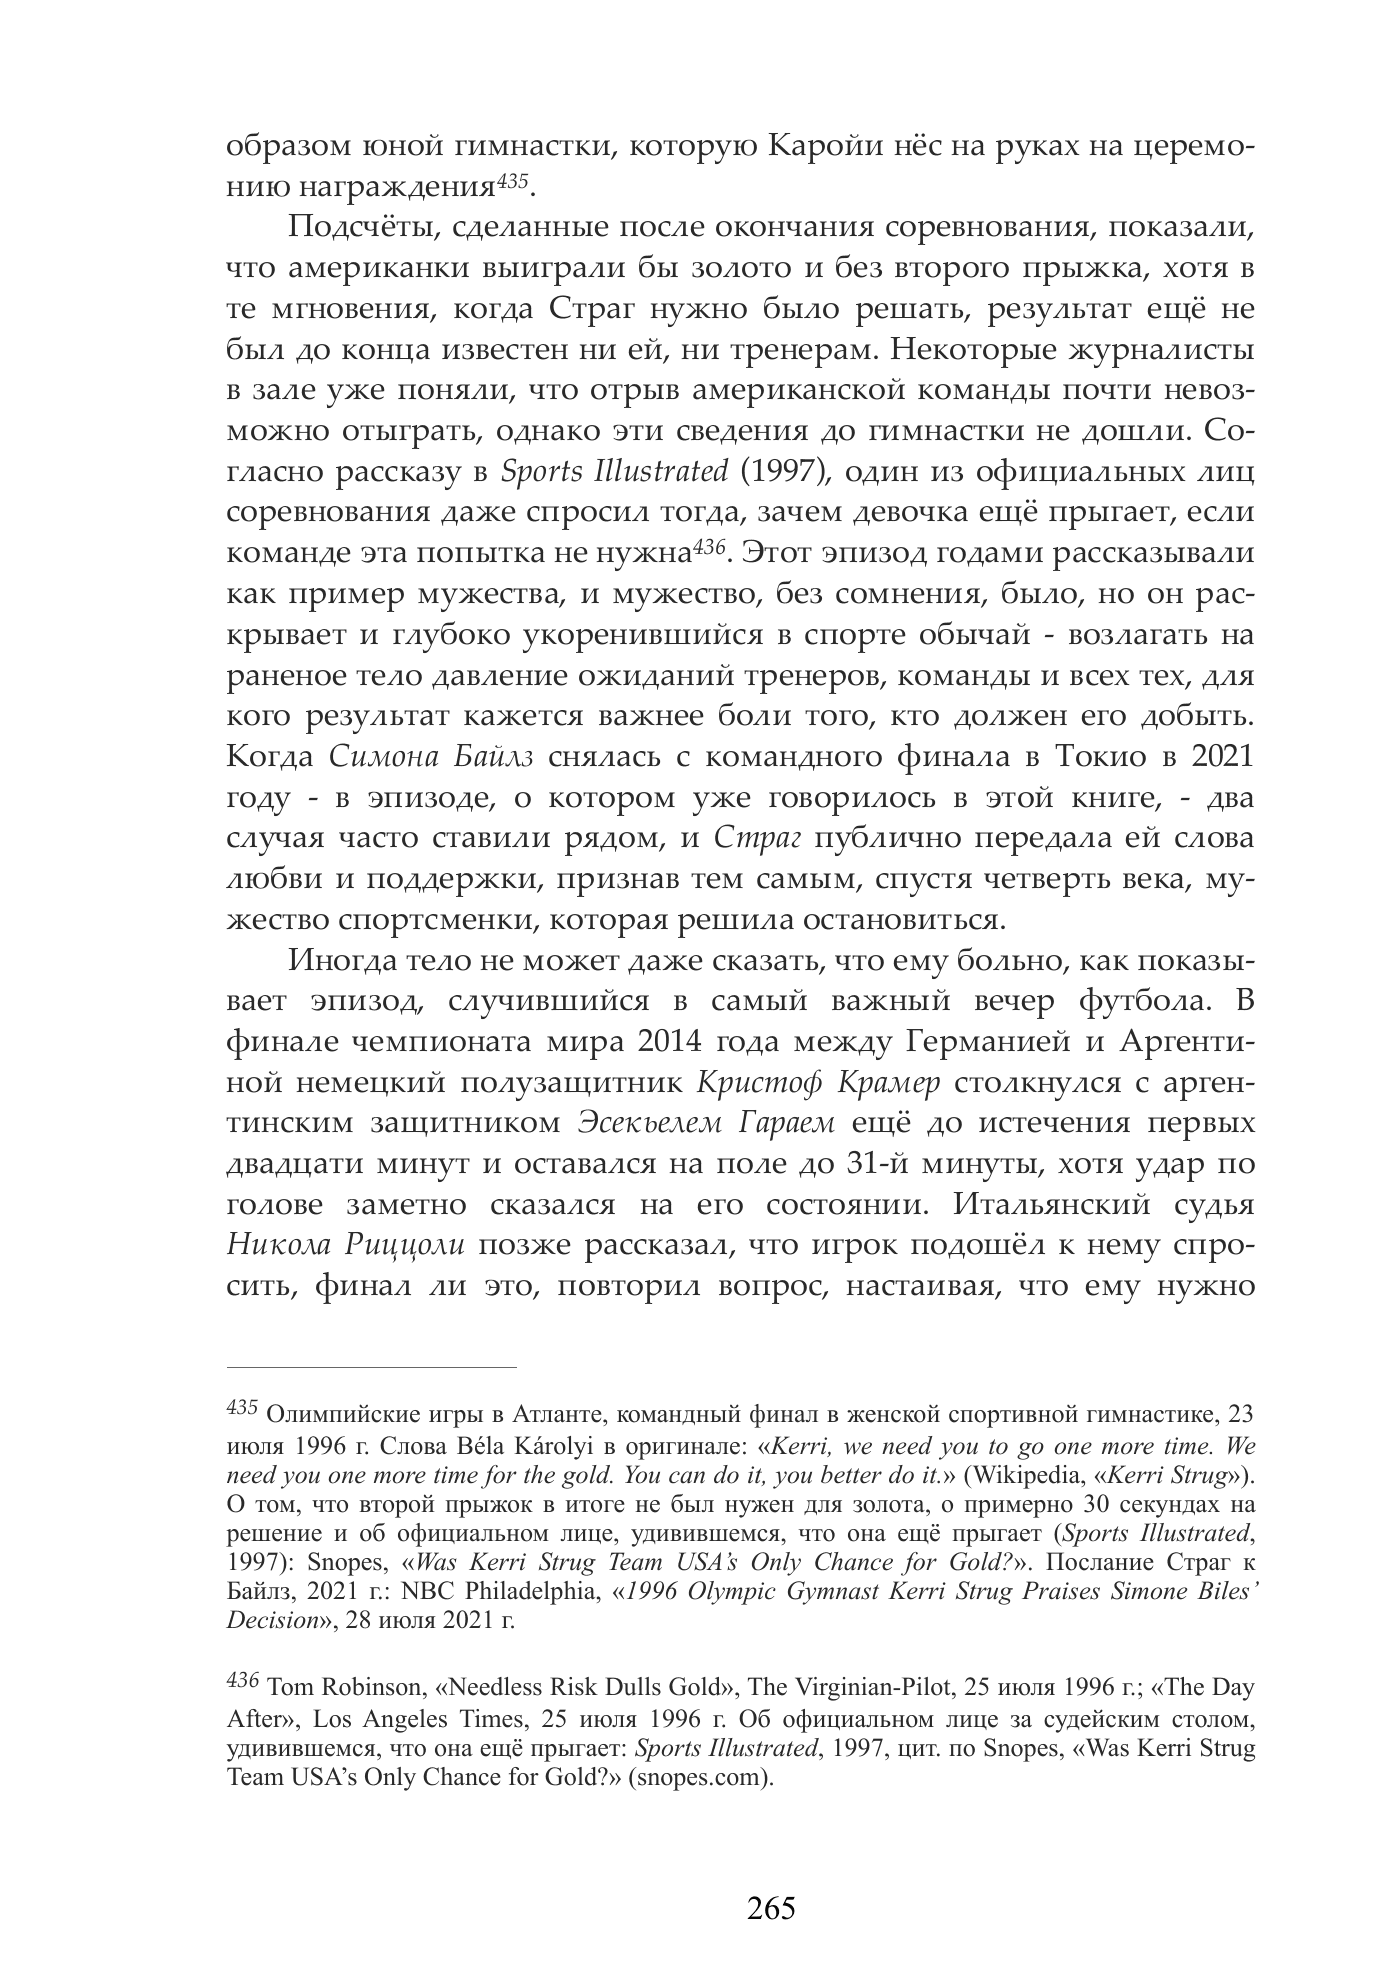 образом юной гимнастки, которую Каройи нёс на руках на церемо-
нию награждения435.
Подсчёты, сделанные после окончания соревнования, показали,
что американки выиграли бы золото и без второго прыжка, хотя в
те мгновения, когда Страг нужно было решать, результат ещё не
был до конца известен ни ей, ни тренерам. Некоторые журналисты
в зале уже поняли, что отрыв американской команды почти невоз-
можно отыграть, однако эти сведения до гимнастки не дошли. Со-
гласно рассказу в Sports Illustrated (1997), один из официальных лиц
соревнования даже спросил тогда, зачем девочка ещё прыгает, если
команде эта попытка не нужна436. Этот эпизод годами рассказывали
как пример мужества, и мужество, без сомнения, было, но он рас-
крывает и глубоко укоренившийся в спорте обычай - возлагать на
раненое тело давление ожиданий тренеров, команды и всех тех, для
кого результат кажется важнее боли того, кто должен его добыть.
Когда Симона Байлз снялась с командного финала в Токио в 2021
году - в эпизоде, о котором уже говорилось в этой книге, - два
случая часто ставили рядом, и Страг публично передала ей слова
любви и поддержки, признав тем самым, спустя четверть века, му-
жество спортсменки, которая решила остановиться.
Иногда тело не может даже сказать, что ему больно, как показы-
вает эпизод, случившийся в самый важный вечер футбола. В
финале чемпионата мира 2014 года между Германией и Аргенти-
ной немецкий полузащитник Кристоф Крамер столкнулся с арген-
тинским защитником Эсекьелем Гараем ещё до истечения первых
двадцати минут и оставался на поле до 31-й минуты, хотя удар по
голове заметно сказался на его состоянии. Итальянский судья
Никола Риццоли позже рассказал, что игрок подошёл к нему спро-
сить, финал ли это, повторил вопрос, настаивая, что ему нужно
435 Олимпийские игры в Атланте, командный финал в женской спортивной гимнастике, 23
июля 1996 г. Слова Béla Károlyi в оригинале: «Kerri, we need you to go one more time. We
need you one more time for the gold. You can do it, you better do it.» (Wikipedia, «Kerri Strug»).
О том, что второй прыжок в итоге не был нужен для золота, о примерно 30 секундах на
решение и об официальном лице, удивившемся, что она ещё прыгает (Sports Illustrated,
1997): Snopes, «Was Kerri Strug Team USA’s Only Chance for Gold?». Послание Страг к
Байлз, 2021 г.: NBC Philadelphia, «1996 Olympic Gymnast Kerri Strug Praises Simone Biles’
Decision», 28 июля 2021 г.
436 Tom Robinson, «Needless Risk Dulls Gold», The Virginian-Pilot, 25 июля 1996 г.; «The Day
After», Los Angeles Times, 25 июля 1996 г. Об официальном лице за судейским столом,
удивившемся, что она ещё прыгает: Sports Illustrated, 1997, цит. по Snopes, «Was Kerri Strug
Team USA’s Only Chance for Gold?» (snopes.com).
265